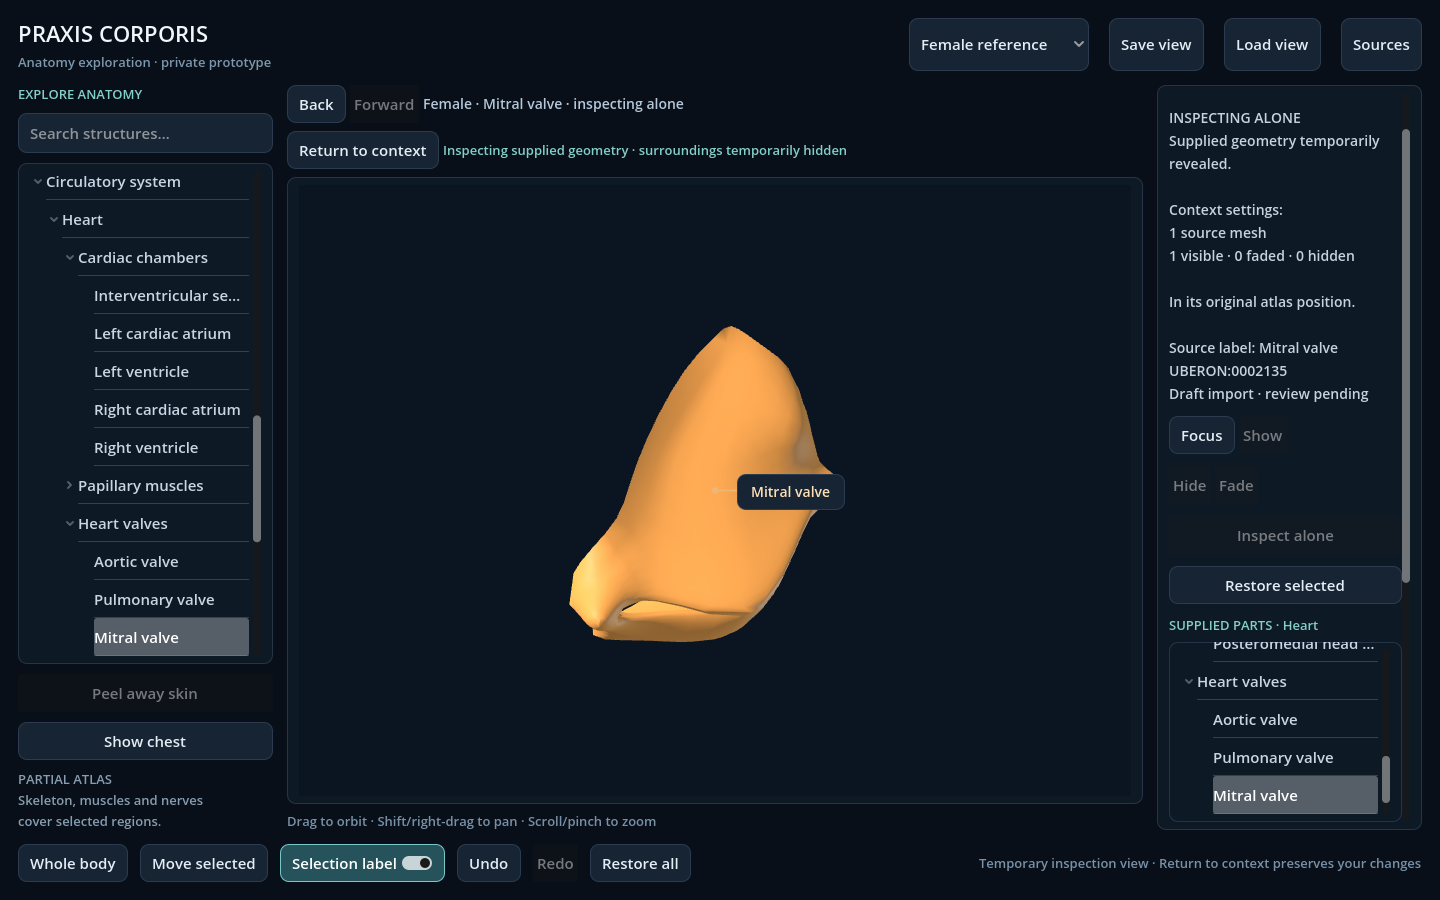 PRAXIS CORPORIS
Anatomy exploration · private prototype
Female reference
Save view
Load view
Sources
EXPLORE ANATOMY
Search structures...
Circulatory system
Heart
Cardiac chambers
Interventricular se...
Left cardiac atrium
Left ventricle
Right cardiac atrium
Right ventricle
Papillary muscles
Heart valves
Aortic valve
Pulmonary valve
Mitral valve
Peel away skin
Show chest
PARTIAL ATLAS
Skeleton, muscles and nerves
cover selected regions.
Back
Forward
Female · Mitral valve · inspecting alone
Return to context
Inspecting supplied geometry · surroundings temporarily hidden
Mitral valve
Drag to orbit · Shift/right-drag to pan · Scroll/pinch to zoom
INSPECTING ALONE
Supplied geometry temporarily
revealed.
Context settings:
1 source mesh
1 visible · 0 faded · 0 hidden
In its original atlas position.
Source label: Mitral valve
UBERON:0002135
Draft import · review pending
Focus
Show
Hide
Fade
Inspect alone
Restore selected
SUPPLIED PARTS · Heart
Posteromedial head ...
Heart valves
Aortic valve
Pulmonary valve
Mitral valve
Whole body
Move selected
Selection label
Undo
Redo
Restore all
Temporary inspection view · Return to context preserves your changes